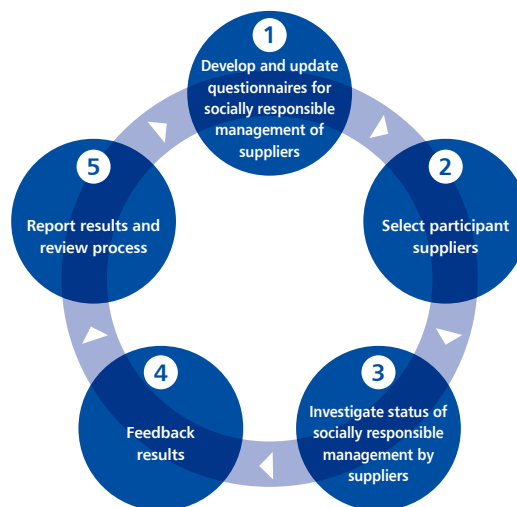 1
Develop and update
questionnaires for
socially responsible
management of
suppliers
2
Select participant
suppliers
3
Investigate status of
socially responsible
management by
suppliers
4
Feedback
results
5
Report results and
review process